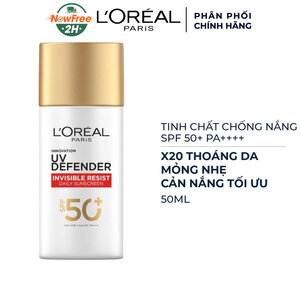 NowFree
2H
L'ORÉAL
PARIS
PHÂN PHỐI
CHÍNH HÃNG
L'ORÉAL
PARIS
INNOVATION
UV
DEFENDER
INVISIBLE RESIST
DAILY SUNSCREEN
SPF 50+
TINH CHẤT CHỐNG NẮNG
SPF 50+ PA++++
X20 THOÁNG DA
MỎNG NHẸ
CẢN NẮNG TỐI ƯU
50ML